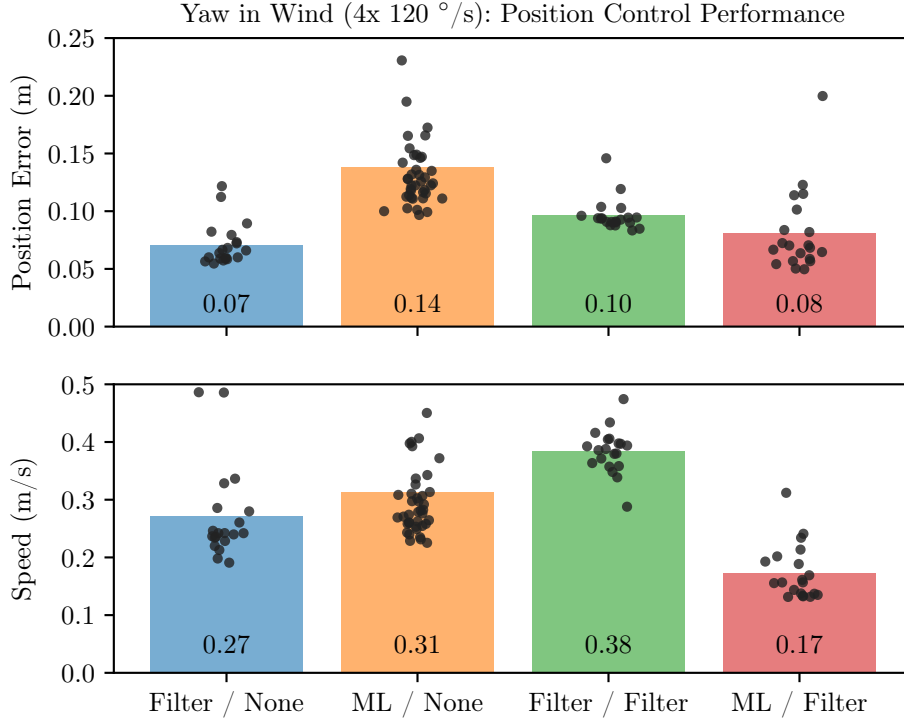 Yaw in Wind (4x 120 °/s): Position Control Performance
Position Error (m)
0.25
0.20
0.15
0.10
0.05
0.00
0.07
0.14
0.10
0.08
Speed (m/s)
0.5
0.4
0.3
0.2
0.1
0.0
0.27
0.31
0.38
0.17
Filter / None
ML / None
Filter / Filter
ML / Filter